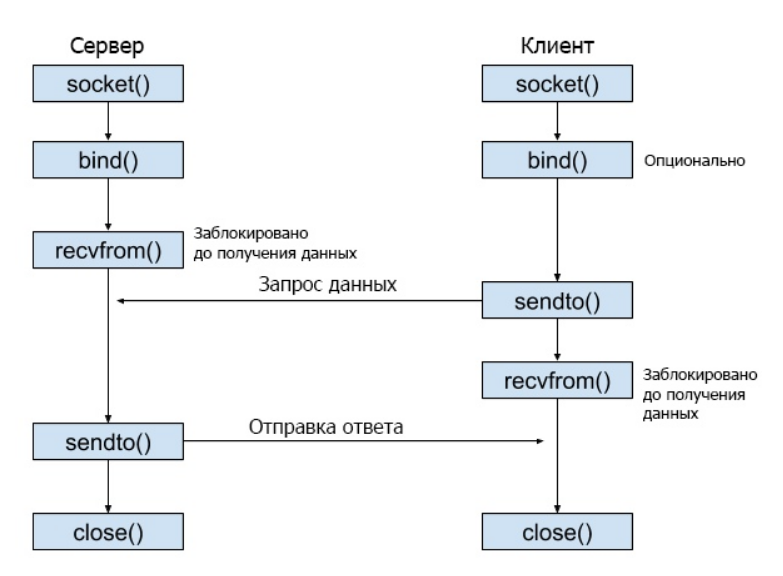 Сервер
Клиент
socket()
socket()
bind()
bind()
Опционально
recvfrom()
Заблокировано
до получения данных
Запрос данных
sendto()
recvfrom()
Заблокировано
до получения
данных
sendto()
Отправка ответа
close()
close()